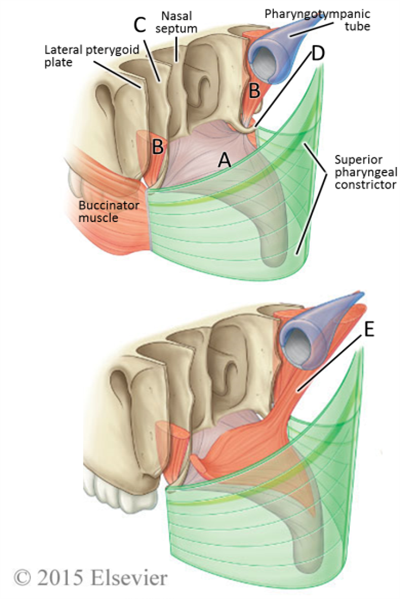 Nasal
septum
Pharyngotympanic
tube
C
Lateral pterygoid
plate
D
B
B
A
Superior
pharyngeal
constrictor
Buccinator
muscle
E
© 2015 Elsevier